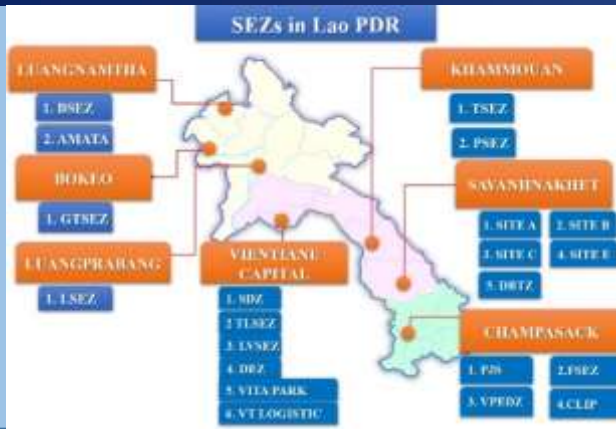 SEZs in Lao PDR
LUANGNAMTHA
1. BSEZ
2. AMATA
BOKEO
1. GTSEZ
LUANGPRABANG
1. LSEZ
VIENTIANE
CAPITAL
1. SDZ
2 TLSEZ
3. LVSEZ
4. DEZ
5. VITA PARK
6. VT LOGISTIC
KHAMMOUAN
1. TSEZ
2. PSEZ
SAVANHNAKHET
1. SITE A
2. SITE B
3. SITE C
4. SITE E
5. DBTZ
CHAMPASACK
1. PJS
2.FSEZ
3. VPEDZ
4.CLIP